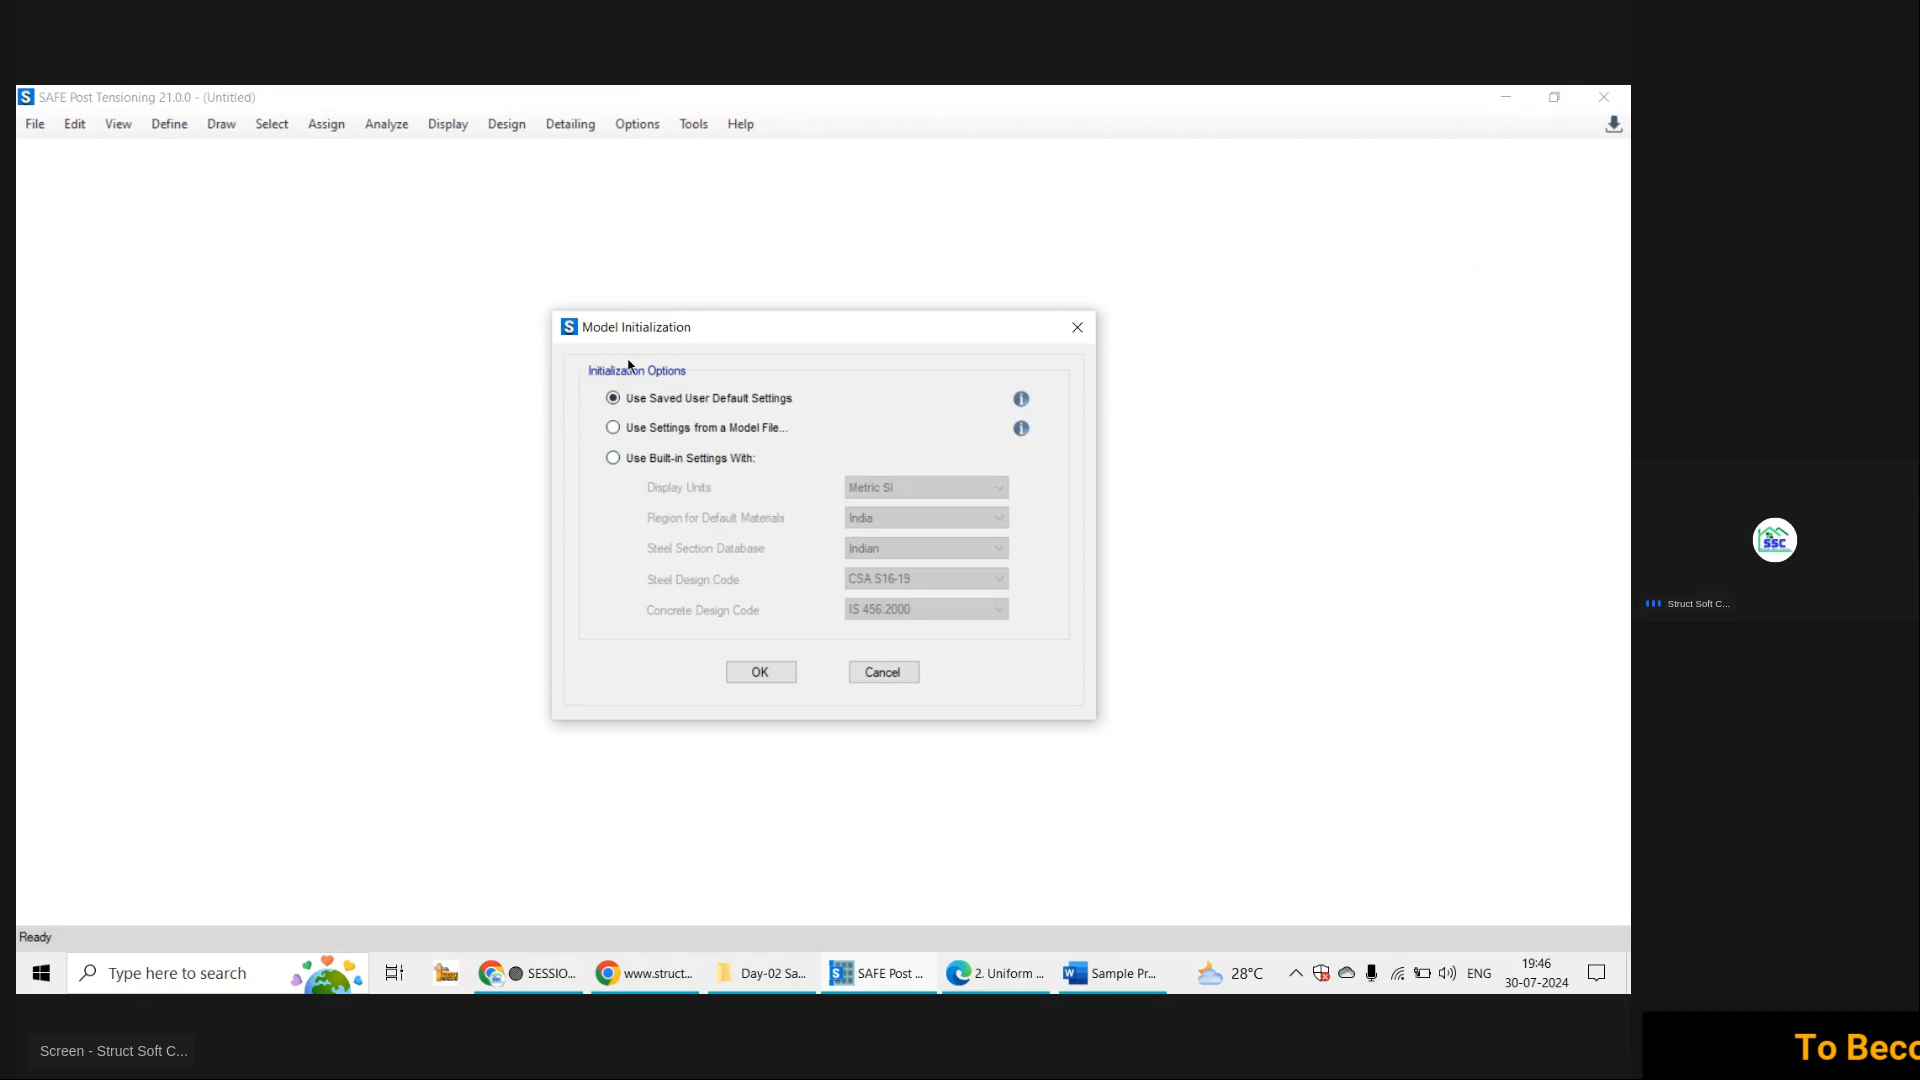 SAFE Post Tensioning 21.0.0 - (Untitled)
File Edit View Define Draw Select Assign Analyze Display Design Detailing Options Tools Help
Model Initialization
Initialization Options
Use Saved User Default Settings
Use Settings from a Model File...
Use Built-in Settings With:
Display Units Metric SI
Region for Default Materials India
Steel Section Database Indian
Steel Design Code CSA S16-19
Concrete Design Code IS 456:2000
OK Cancel
SSC
Struct Soft C...
Ready
Type here to search SESSIO... www.struct... Day-02 Sa... SAFE Post ... 2. Uniform ... Sample Pr... 28°C ENG 19:46
30-07-2024
Screen - Struct Soft C...
To Beco